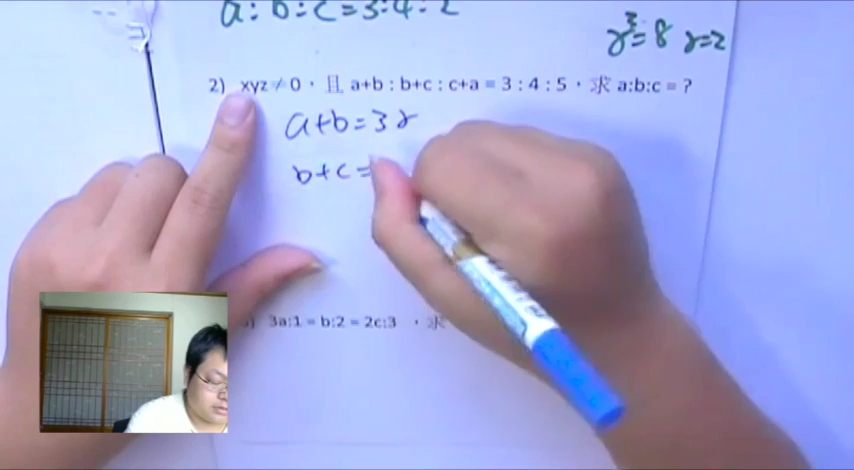 a:b:c=3:4:2
r³=8 r=2
2) xyz≠0，且 a+b : b+c : c+a = 3 : 4 : 5，求 a:b:c = ?
a+b=3r
b+c=
3a:1 = b:2 = 2c:3 ，求